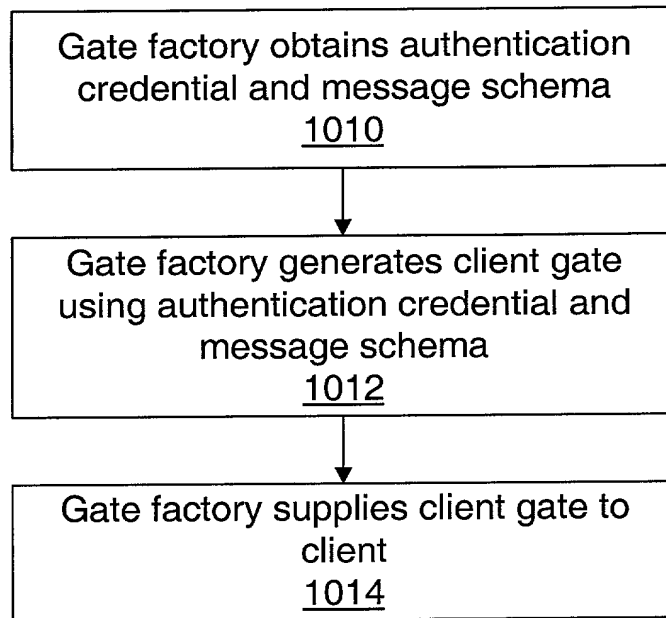 Gate factory obtains authentication
credential and message schema
1010
Gate factory generates client gate
using authentication credential and
message schema
1012
Gate factory supplies client gate to
client
1014